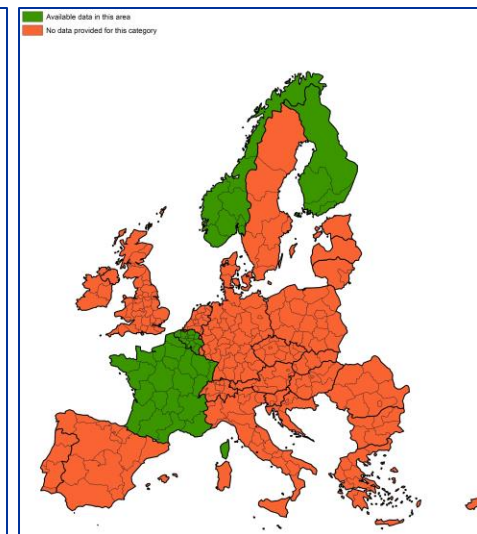 Available data in this area
No data provided for this category